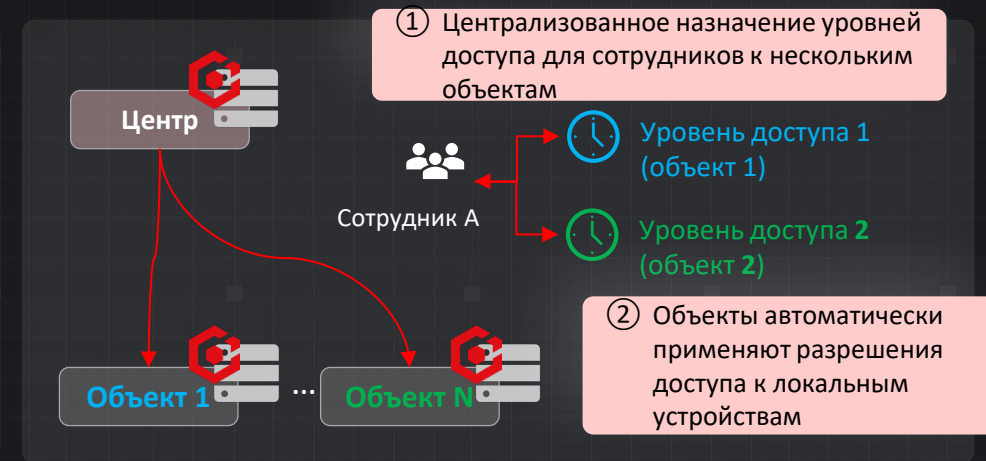 ① Централизованное назначение уровней
доступа для сотрудников к нескольким
объектам
Центр
Уровень доступа 1
(объект 1)
Сотрудник А
Уровень доступа 2
(объект 2)
② Объекты автоматически
применяют разрешения
доступа к локальным
устройствам
Объект 1
...
Объект N